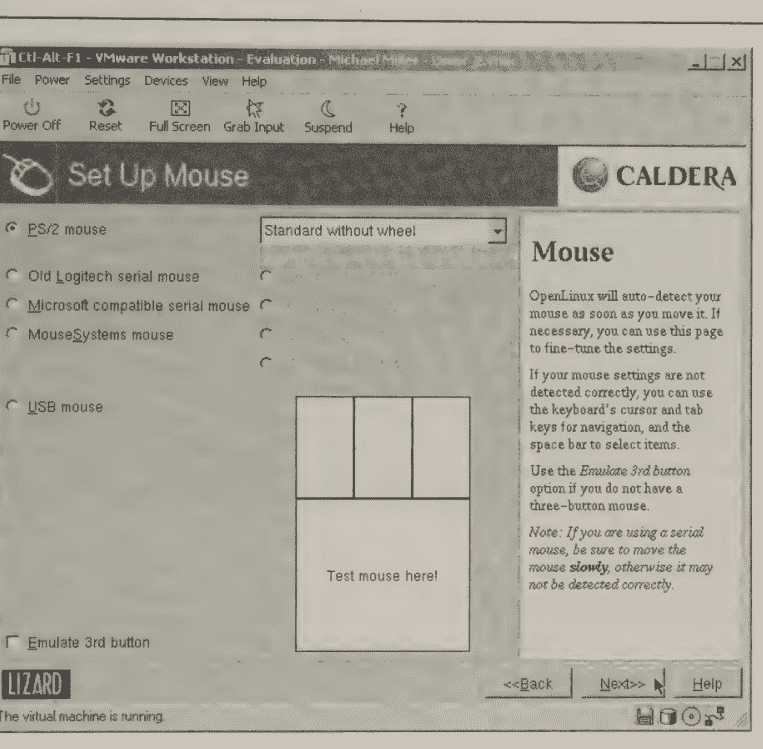 Ctl-Alt-F1 - VMware Workstation - Evaluation - Michael Miller -
File Power Settings Devices View Help
Power Off Reset Full Screen Grab Input Suspend Help
Set Up Mouse
CALDERA
PS/2 mouse
Standard without wheel
Old Logitech serial mouse
Microsoft compatible serial mouse
MouseSystems mouse
USB mouse
Test mouse here!
Emulate 3rd button
Mouse
OpenLinux will auto-detect your
mouse as soon as you move it. If
necessary, you can use this page
to fine-tune the settings.
If your mouse settings are not
detected correctly, you can use
the keyboard's cursor and tab
keys for navigation, and the
space bar to select items.
Use the Emulate 3rd button
option if you do not have a
three-button mouse.
Note: If you are using a serial
mouse, be sure to move the
mouse slowly, otherwise it may
not be detected correctly.
LIZARD
<<Back Next>> Help
The virtual machine is running.